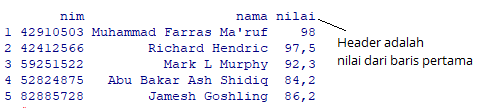 nim nama nilai
1 42910503 Muhammad Farras Ma'ruf 98
2 42412566 Richard Hendric 97,5
3 59251522 Mark L Murphy 92,3
4 52824875 Abu Bakar Ash Shidiq 84,2
5 82885728 Jamesh Goshling 86,2
Header adalah
nilai dari baris pertama